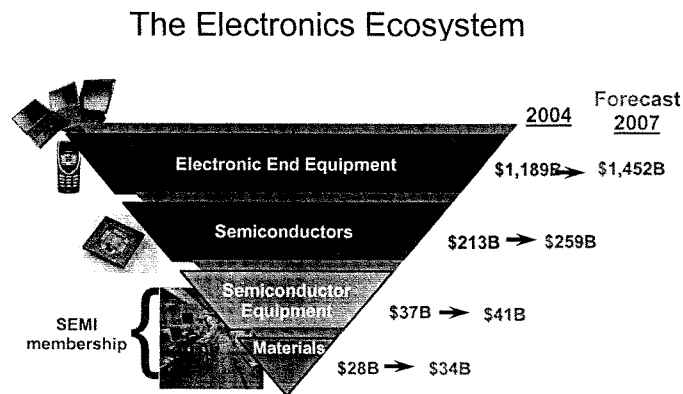 The Electronics Ecosystem
2004
Forecast
2007
Electronic End Equipment
$1,189B → $1,452B
Semiconductors
$213B → $259B
Semiconductor
Equipment
$37B → $41B
SEMI
membership
Materials
$28B → $34B